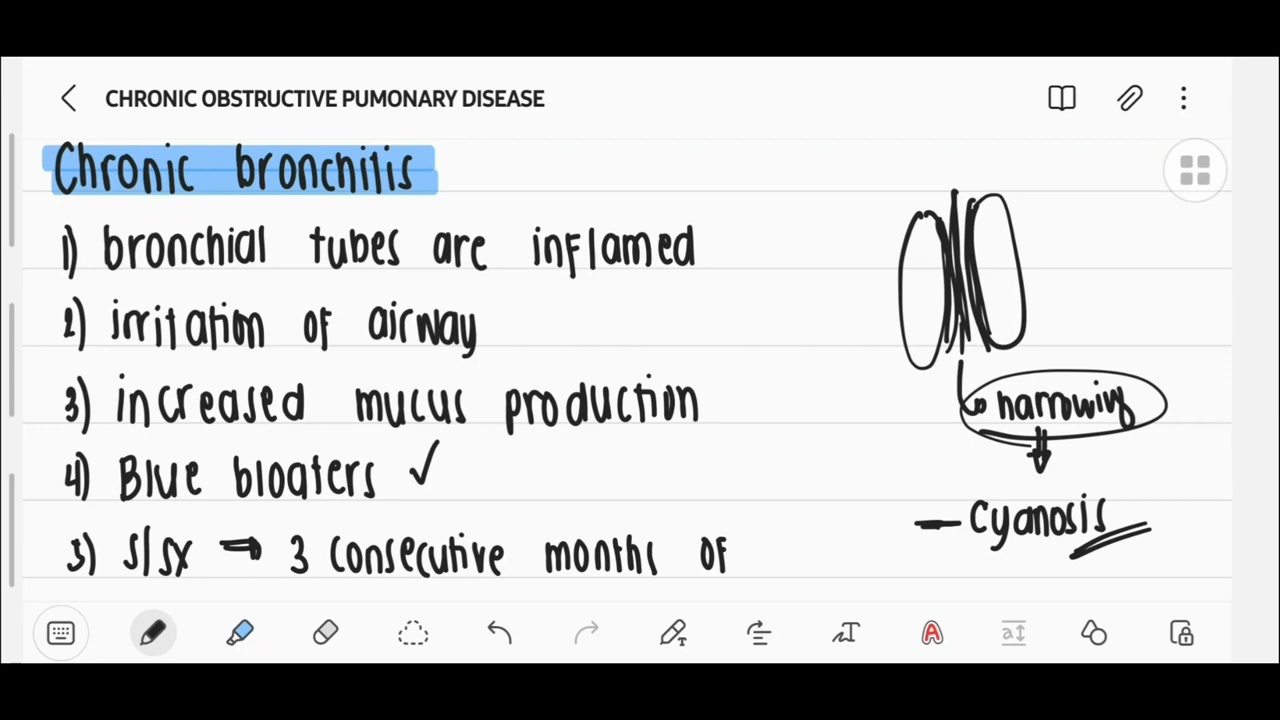 CHRONIC OBSTRUCTIVE PUMONARY DISEASE
Chronic bronchitis
1) bronchial tubes are inflamed
2) irritation of airway
3) increased mucus production
narrowing
4) Blue bloaters ✓
– Cyanosis
5) s/sx → 3 consecutive months of